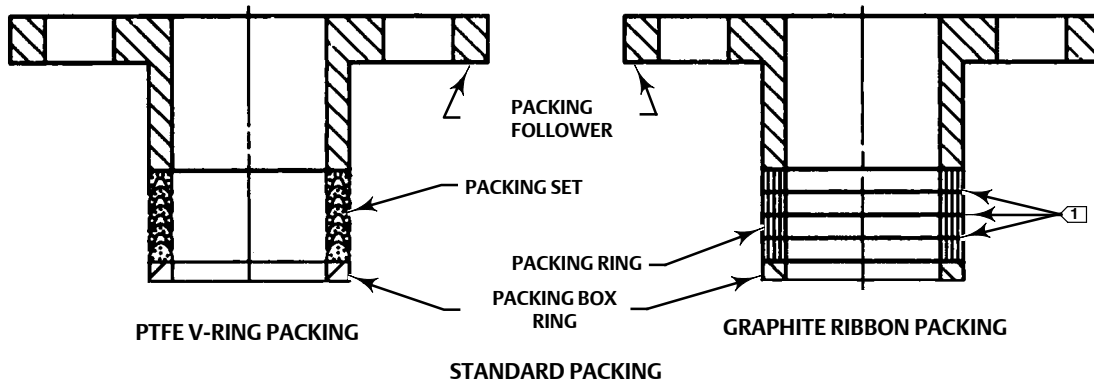 PACKING
FOLLOWER
PACKING SET
1
PACKING RING
PACKING BOX
RING
PTFE V-RING PACKING
GRAPHITE RIBBON PACKING
STANDARD PACKING